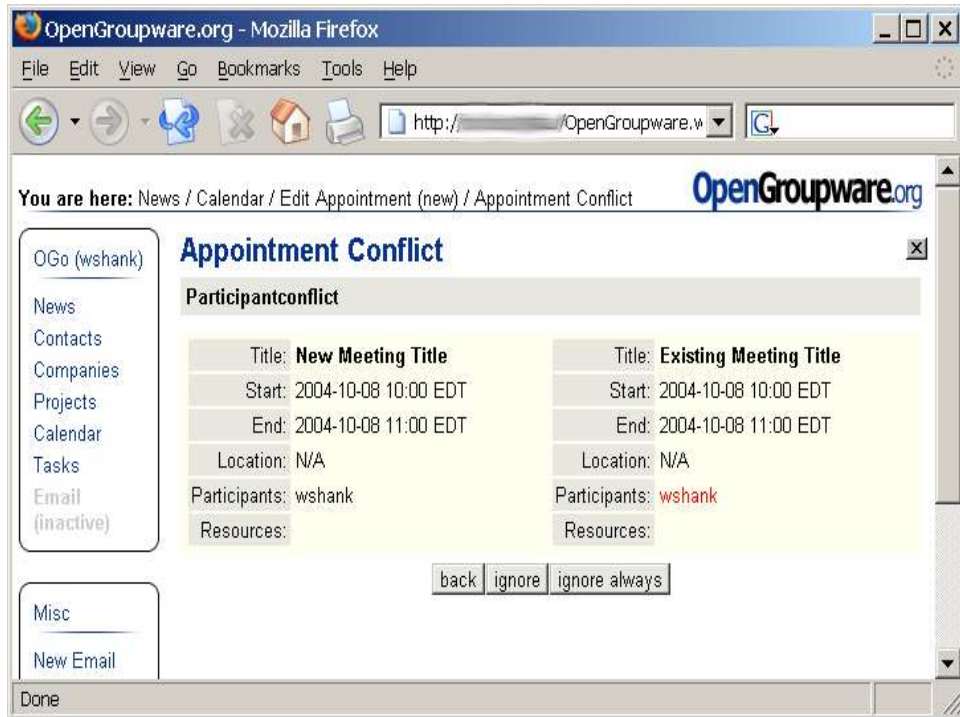 OpenGroupware.org - Mozilla Firefox
File Edit View Go Bookmarks Tools Help
http:// /OpenGroupware.w
G
You are here: News / Calendar / Edit Appointment (new) / Appointment Conflict
OpenGroupware.org
OGo (wshank)
News
Contacts
Companies
Projects
Calendar
Tasks
Email
(inactive)
Misc
New Email
Appointment Conflict
Participantconflict
Title: New Meeting Title
Start: 2004-10-08 10:00 EDT
End: 2004-10-08 11:00 EDT
Location: N/A
Participants: wshank
Resources:
Title: Existing Meeting Title
Start: 2004-10-08 10:00 EDT
End: 2004-10-08 11:00 EDT
Location: N/A
Participants: wshank
Resources:
back ignore ignore always
Done